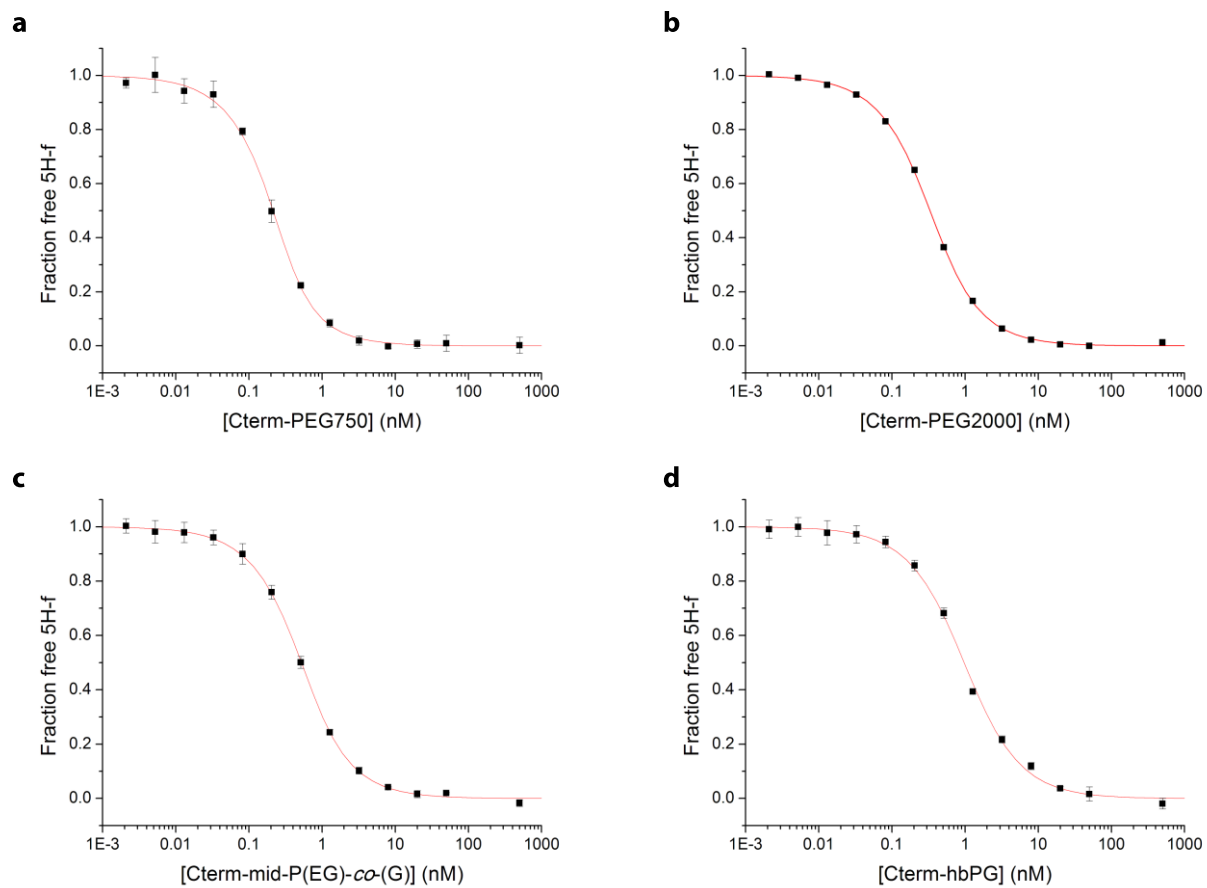 a
1.0
0.8
0.6
0.4
0.2
0.0
Fraction free 5H-f
1E-3 0.01 0.1 1 10 100 1000
[Cterm-PEG750] (nM)
b
1.0
0.8
0.6
0.4
0.2
0.0
Fraction free 5H-f
1E-3 0.01 0.1 1 10 100 1000
[Cterm-PEG2000] (nM)
c
1.0
0.8
0.6
0.4
0.2
0.0
Fraction free 5H-f
1E-3 0.01 0.1 1 10 100 1000
[Cterm-mid-P(EG)-co-(G)] (nM)
d
1.0
0.8
0.6
0.4
0.2
0.0
Fraction free 5H-f
1E-3 0.01 0.1 1 10 100 1000
[Cterm-hbPG] (nM)